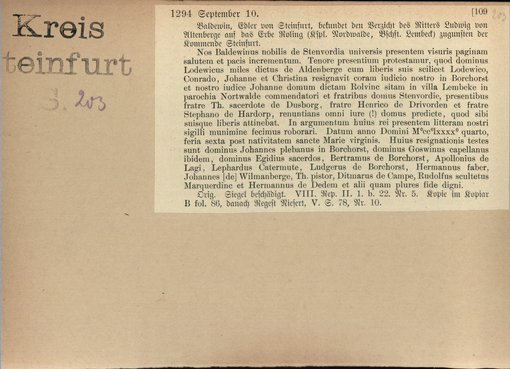 Kreis
teinfurt
S. 203
1294 September 10. [109
203
Baldewin, Edler von Steinfurt, bekundet den Verzicht des Ritters Ludwig von
Altenberge auf das Erbe Roling (Kspl. Nordwalde, Bschft. Lembeck) zugunsten der
Kommende Steinfurt.
Nos Baldewinus nobilis de Stenvordia universis presentem visuris paginam
salutem et pacis incrementum. Tenore presentium protestamur, quod dominus
Lodewicus miles dictus de Aldenberge cum liberis suis scilicet Lodewico,
Conrado, Johanne et Christina resignavit coram iudicio nostro in Borchorst
et nostro iudice Johanne domum dictam Rolvinc sitam in villa Lembeke in
parochia Nortwalde commendatori et fratribus domus Stenvordie, presentibus
fratre Th. sacerdote de Dusborg, fratre Henrico de Drivorden et fratre
Stephano de Hardorp, renuntians omni iure (!) domus predicte, quod sibi
suisque liberis attinebat. In argumentum huius rei presentem litteram nostri
sigilli munimine fecimus roborari. Datum anno Domini M°cc°lxxxx° quarto,
feria sexta post nativitatem sancte Marie virginis. Huius resignationis testes
sunt dominus Johannes plebanus in Borchorst, dominus Goswinus capellanus
ibidem, dominus Egidius sacerdos, Bertramus de Borchorst, Apollonius de
Lagi, Lephardus Catermute, Ludgerus de Borchorst, Hermannus faber,
Johannes [de] Wilmanberge, Th. pistor, Ditmarus de Campe, Rudolfus scultetus
Marquerdinc et Hermannus de Dedem et alii quam plures fide digni.
Orig. Siegel beschädigt. VIII. Rep. II. 1. b. 22. Nr. 5. Kopie im Kopiar
B fol. 86, danach Regest Niesert, V. S. 78, Nr. 10.